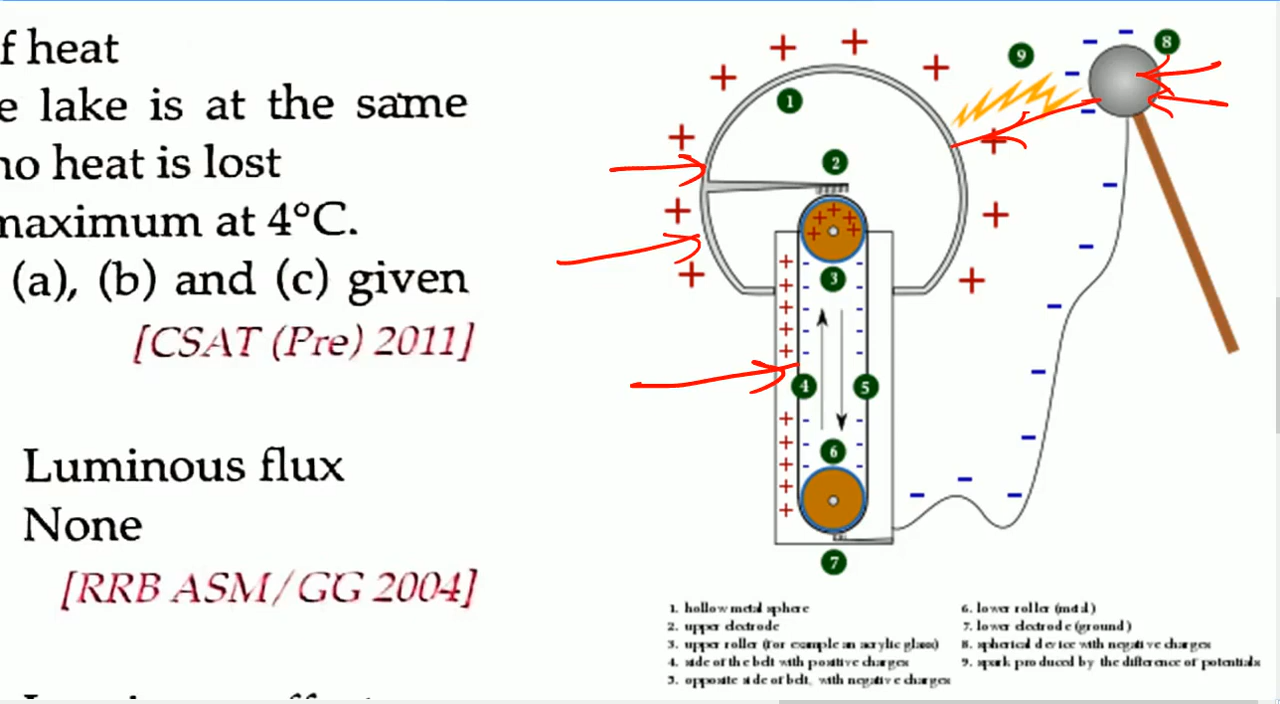 f heat
e lake is at the same
no heat is lost
maximum at 4°C.
(a), (b) and (c) given
[CSAT (Pre) 2011]
Luminous flux
None
[RRB ASM/GG 2004]
1
2
3
4
5
6
7
8
9
1. hollow metal sphere
2. upper electrode
3. upper roller (for example an acrylic glass)
4. side of the belt with positive charges
5. opposite side of belt, with negative charges
6. lower roller (metal)
7. lower electrode (ground)
8. spherical device with negative charges
9. spark produced by the difference of potentials